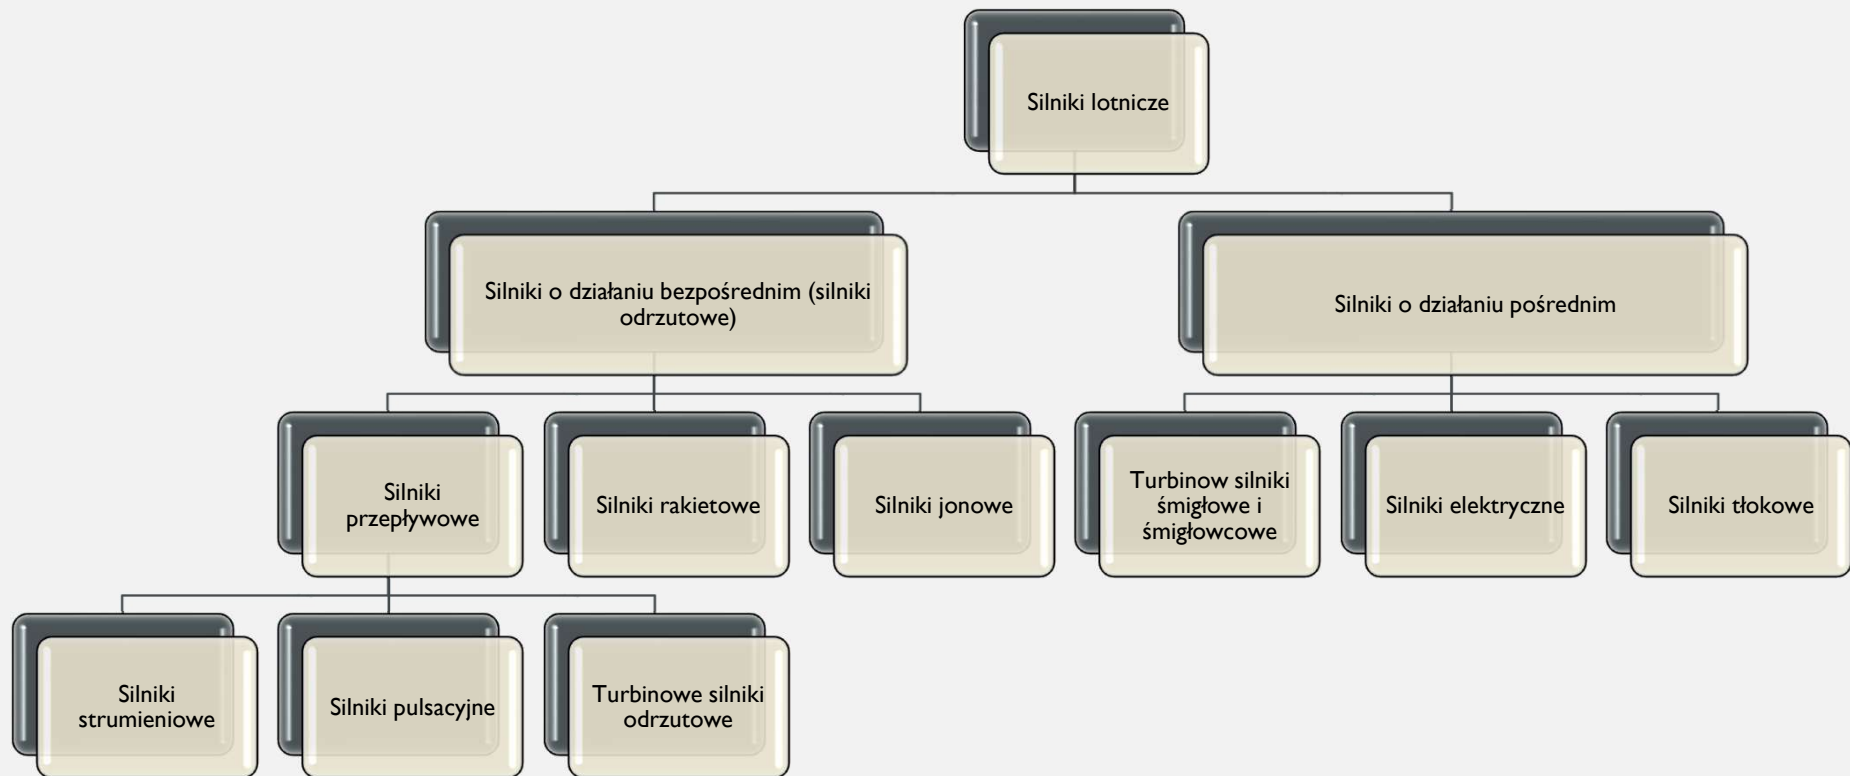 Silniki lotnicze
Silniki o działaniu bezpośrednim (silniki
odrzutowe)
Silniki o działaniu pośrednim
Silniki
przepływowe
Silniki rakietowe
Silniki jonowe
Turbinow silniki
śmigłowe i
śmigłowcowe
Silniki elektryczne
Silniki tłokowe
Silniki
strumieniowe
Silniki pulsacyjne
Turbinowe silniki
odrzutowe